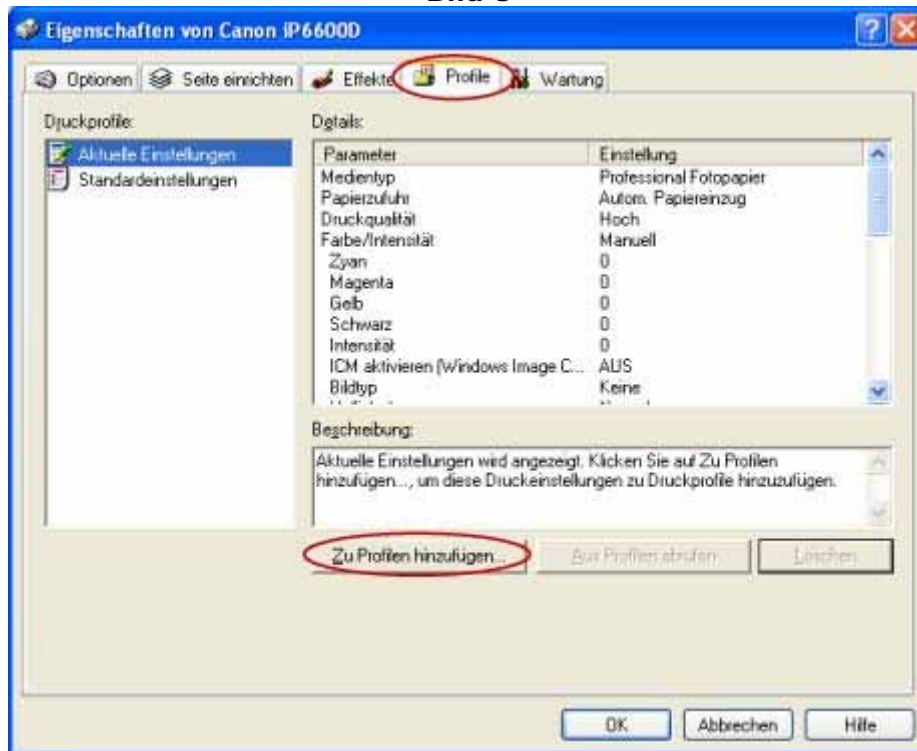 Eigenschaften von Canon iP6600D
Optionen Seite einrichten Effekte Profile Wartung
Druckprofile: Details:
Aktuelle Einstellungen
Standardeinstellungen
Parameter Einstellung
Medientyp Professional Fotopapier
Papierzufuhr Autom. Papiereinzug
Druckqualität Hoch
Farbe/Intensität Manuell
Zyan 0
Magenta 0
Gelb 0
Schwarz 0
Intensität 0
ICM aktivieren (Windows Image C... AUS
Bildtyp Keine
Beschreibung:
Aktuelle Einstellungen wird angezeigt. Klicken Sie auf Zu Profilen
hinzufügen..., um diese Druckeinstellungen zu Druckprofile hinzuzufügen.
Zu Profilen hinzufügen... Aus Profilen abrufen Löschen
OK Abbrechen Hilfe